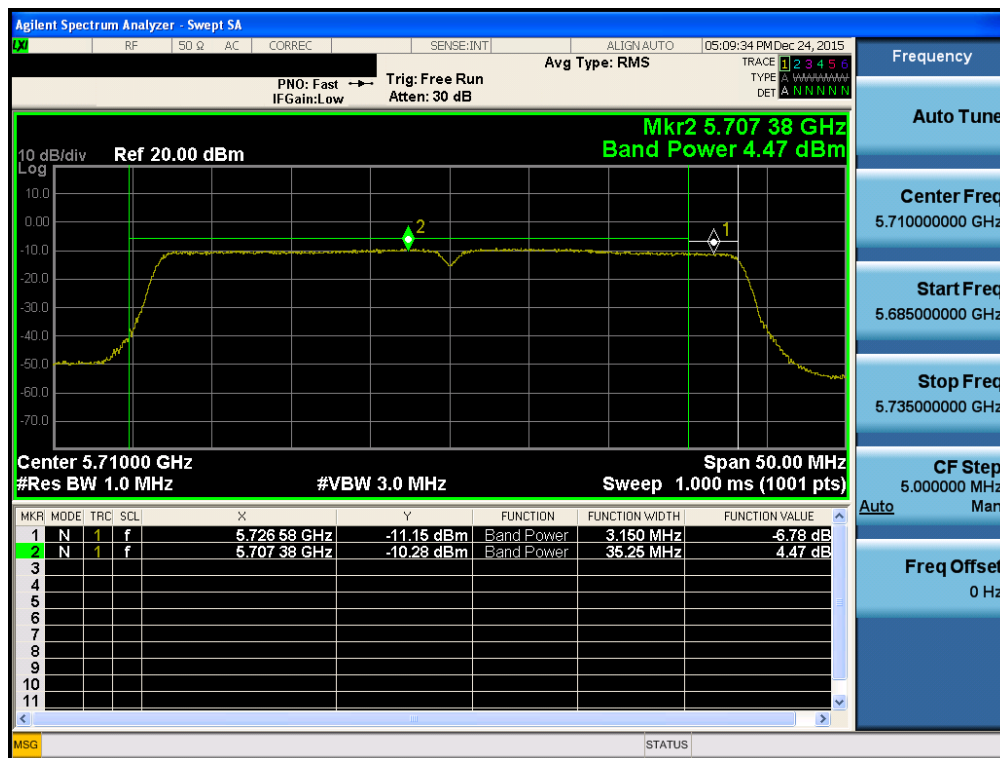 Agilent Spectrum Analyzer - Swept SA
LXI RF 50 Ω AC CORREC SENSE:INT ALIGN AUTO 05:09:34 PM Dec 24, 2015
Avg Type: RMS
TRACE 1 2 3 4 5 6
TYPE A WWWWW
DET A N N N N N
PNO: Fast
IFGain:Low
Trig: Free Run
Atten: 30 dB
Mkr2 5.707 38 GHz
Band Power 4.47 dBm
10 dB/div Ref 20.00 dBm
Log
10.0
0.00
-10.0
-20.0
-30.0
-40.0
-50.0
-60.0
-70.0
2
1
Center 5.71000 GHz Span 50.00 MHz
#Res BW 1.0 MHz #VBW 3.0 MHz Sweep 1.000 ms (1001 pts)
MKR MODE TRC SCL X Y FUNCTION FUNCTION WIDTH FUNCTION VALUE
1 N 1 f 5.726 58 GHz -11.15 dBm Band Power 3.150 MHz -6.78 dB
2 N 1 f 5.707 38 GHz -10.28 dBm Band Power 35.25 MHz 4.47 dB
3
4
5
6
7
8
9
10
11
MSG STATUS
Frequency
Auto Tune
Center Freq
5.710000000 GHz
Start Freq
5.685000000 GHz
Stop Freq
5.735000000 GHz
CF Step
5.000000 MHz
Auto Man
Freq Offset
0 Hz